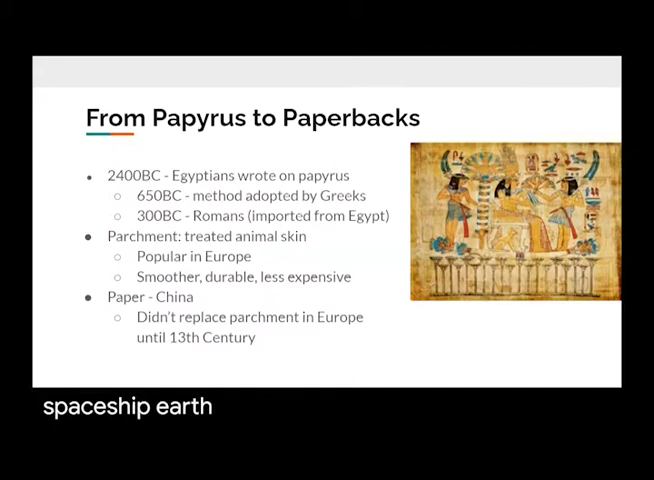 From Papyrus to Paperbacks
● 2400BC - Egyptians wrote on papyrus
○ 650BC - method adopted by Greeks
○ 300BC - Romans (imported from Egypt)
● Parchment: treated animal skin
○ Popular in Europe
○ Smoother, durable, less expensive
● Paper - China
○ Didn't replace parchment in Europe
until 13th Century
spaceship earth